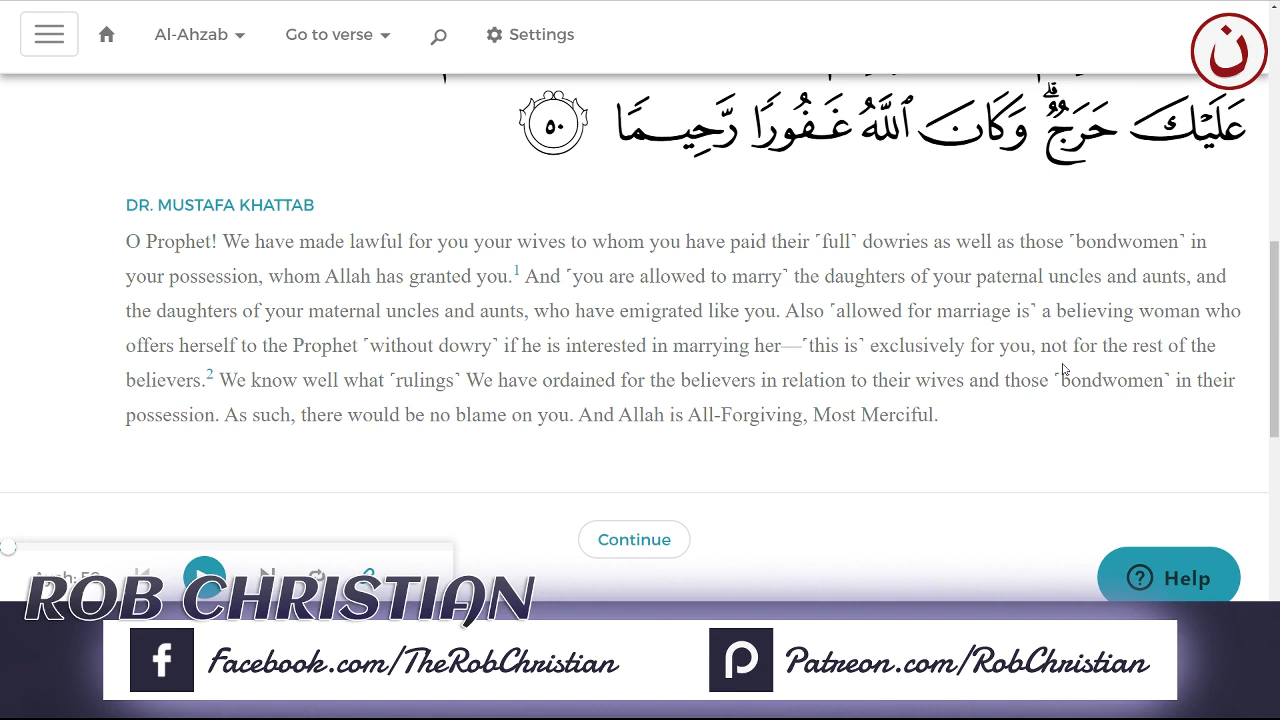 Al-Ahzab
Go to verse
Settings
ن
عَلَيْكَ حَرَجٌۗ وَكَانَ ٱللَّهُ غَفُورًا رَّحِيمًا ٥٠
DR. MUSTAFA KHATTAB
O Prophet! We have made lawful for you your wives to whom you have paid their ˹full˺ dowries as well as those ˹bondwomen˺ in
your possession, whom Allah has granted you.1 And ˹you are allowed to marry˺ the daughters of your paternal uncles and aunts, and
the daughters of your maternal uncles and aunts, who have emigrated like you. Also ˹allowed for marriage is˺ a believing woman who
offers herself to the Prophet ˹without dowry˺ if he is interested in marrying her—˹this is˺ exclusively for you, not for the rest of the
believers.2 We know well what ˹rulings˺ We have ordained for the believers in relation to their wives and those ˹bondwomen˺ in their
possession. As such, there would be no blame on you. And Allah is All-Forgiving, Most Merciful.
Continue
Help
ROB CHRISTIAN
Facebook.com/TheRobChristian
Patreon.com/RobChristian